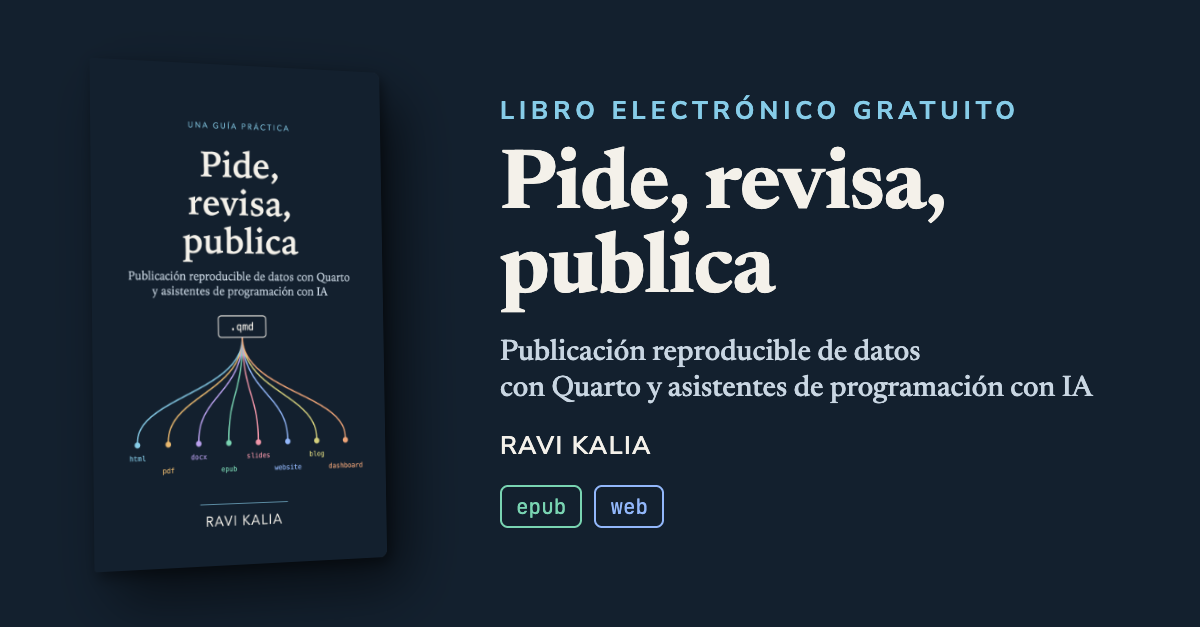 UNA GUÍA PRÁCTICA
Pide,
revisa,
publica
Publicación reproducible de datos con Quarto
y asistentes de programación con IA
.qmd
html
pdf
docx
epub
slides
website
blog
dashboard
RAVI KALIA
LIBRO ELECTRÓNICO GRATUITO
Pide, revisa,
publica
Publicación reproducible de datos
con Quarto y asistentes de programación con IA
RAVI KALIA
epub web